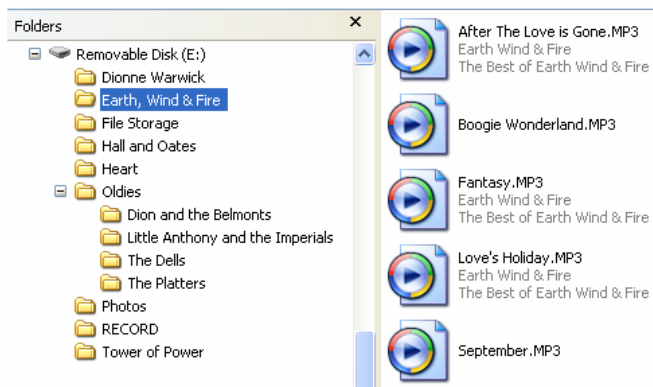 Folders
Removable Disk (E:)
Dionne Warwick
Earth, Wind & Fire
File Storage
Hall and Oates
Heart
Oldies
Dion and the Belmonts
Little Anthony and the Imperials
The Dells
The Platters
Photos
RECORD
Tower of Power
After The Love is Gone.MP3
Earth Wind & Fire
The Best of Earth Wind & Fire
Boogie Wonderland.MP3
Fantasy.MP3
Earth Wind & Fire
The Best of Earth Wind & Fire
Love's Holiday.MP3
Earth Wind & Fire
The Best of Earth Wind & Fire
September.MP3